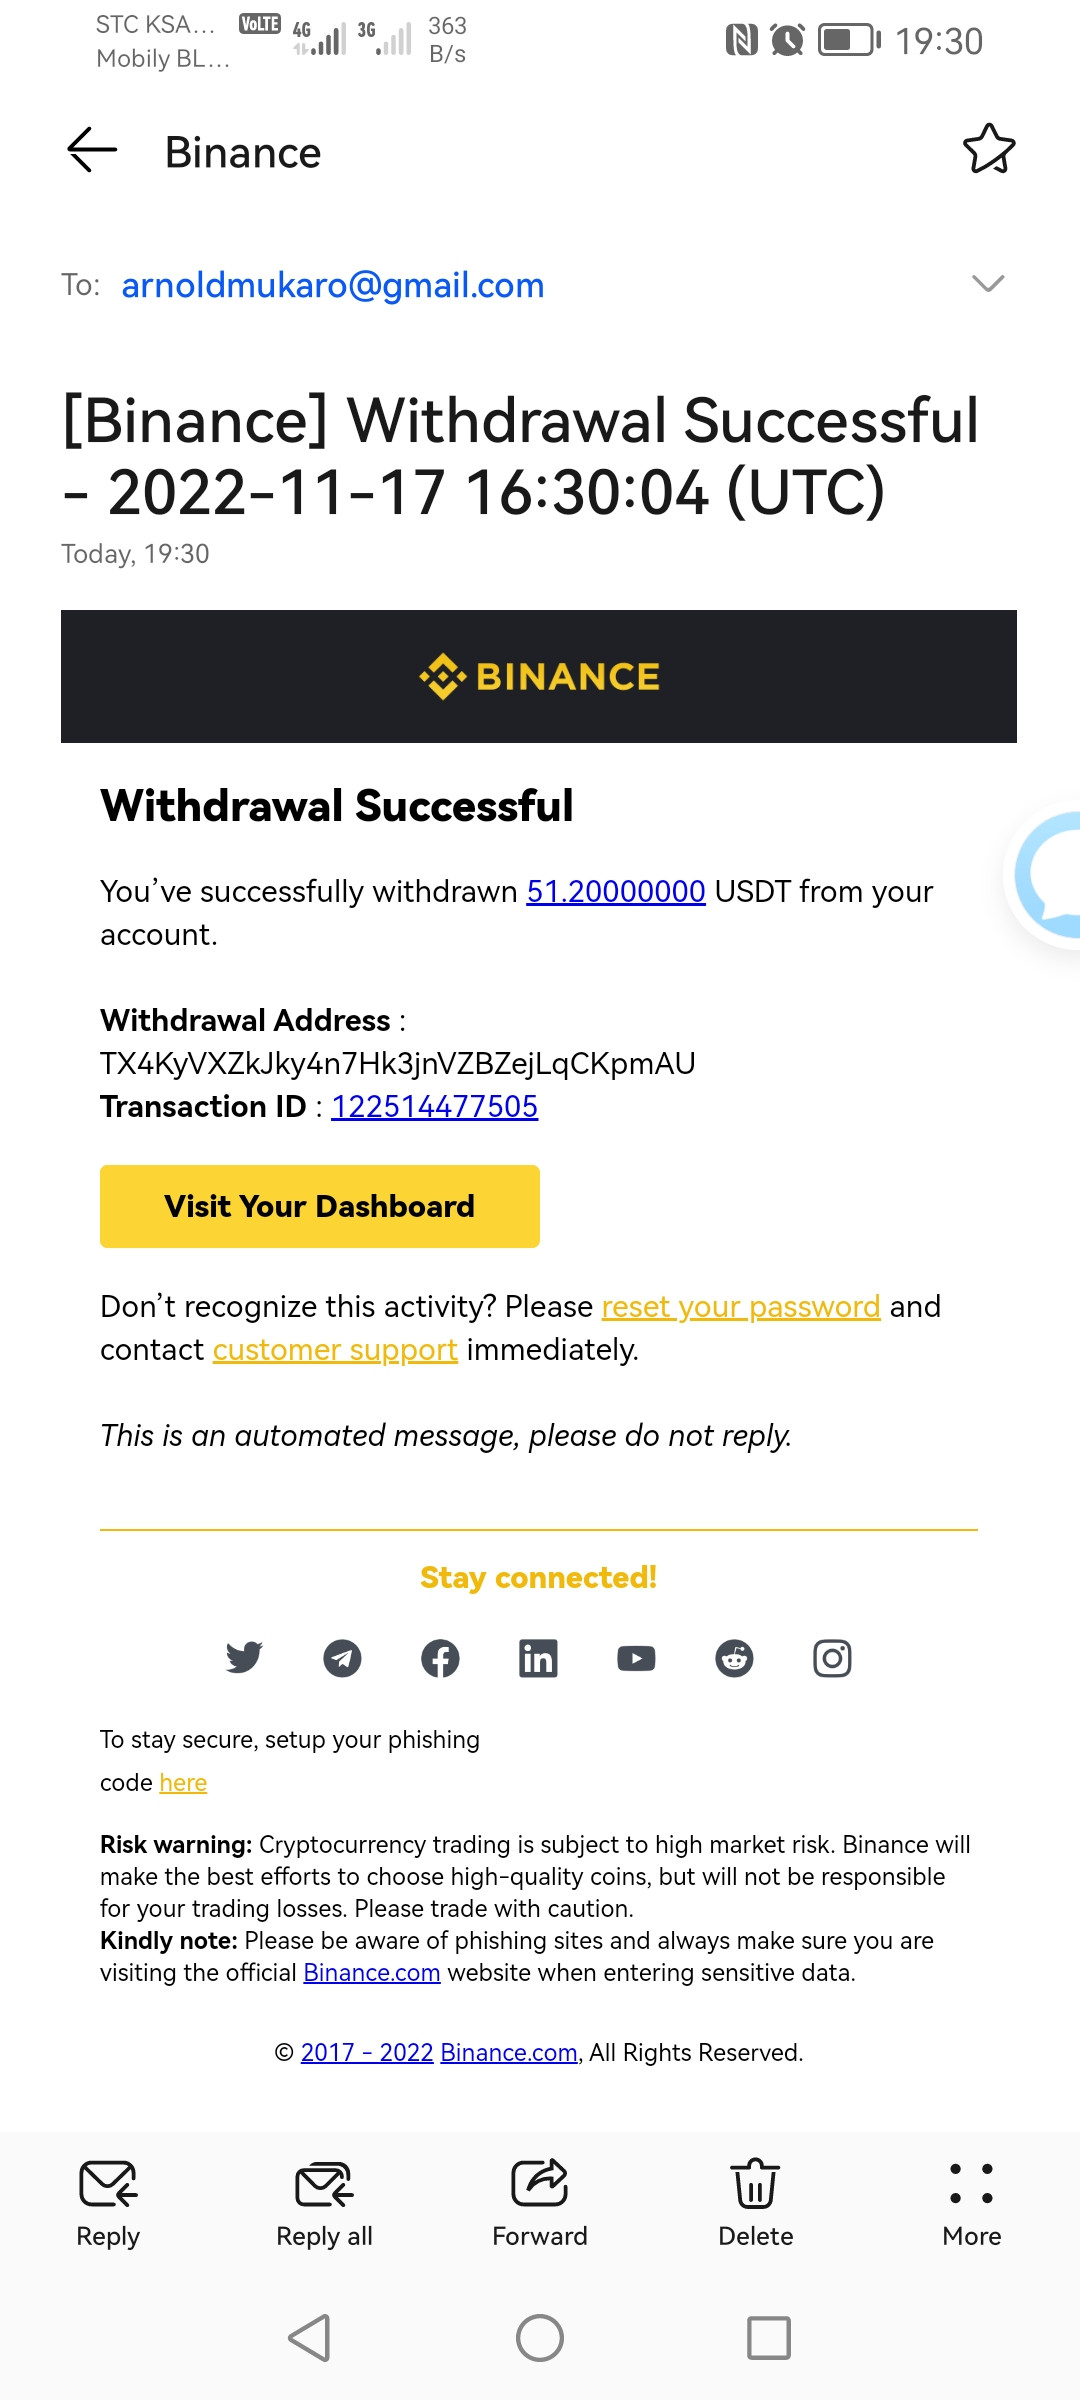 STC KSA... VoLTE 4G 3G 363 19:30
Mobily BL... B/s
Binance
To: arnoldmukaro@gmail.com
[Binance] Withdrawal Successful
- 2022-11-17 16:30:04 (UTC)
Today, 19:30
BINANCE
Withdrawal Successful
You’ve successfully withdrawn 51.20000000 USDT from your
account.
Withdrawal Address :
TX4KyVXZkJky4n7Hk3jnVZBZejLqCKpmAU
Transaction ID : 122514477505
Visit Your Dashboard
Don’t recognize this activity? Please reset your password and
contact customer support immediately.
This is an automated message, please do not reply.
Stay connected!
To stay secure, setup your phishing
code here
Risk warning: Cryptocurrency trading is subject to high market risk. Binance will
make the best efforts to choose high-quality coins, but will not be responsible
for your trading losses. Please trade with caution.
Kindly note: Please be aware of phishing sites and always make sure you are
visiting the official Binance.com website when entering sensitive data.
© 2017 - 2022 Binance.com, All Rights Reserved.
Reply Reply all Forward Delete More